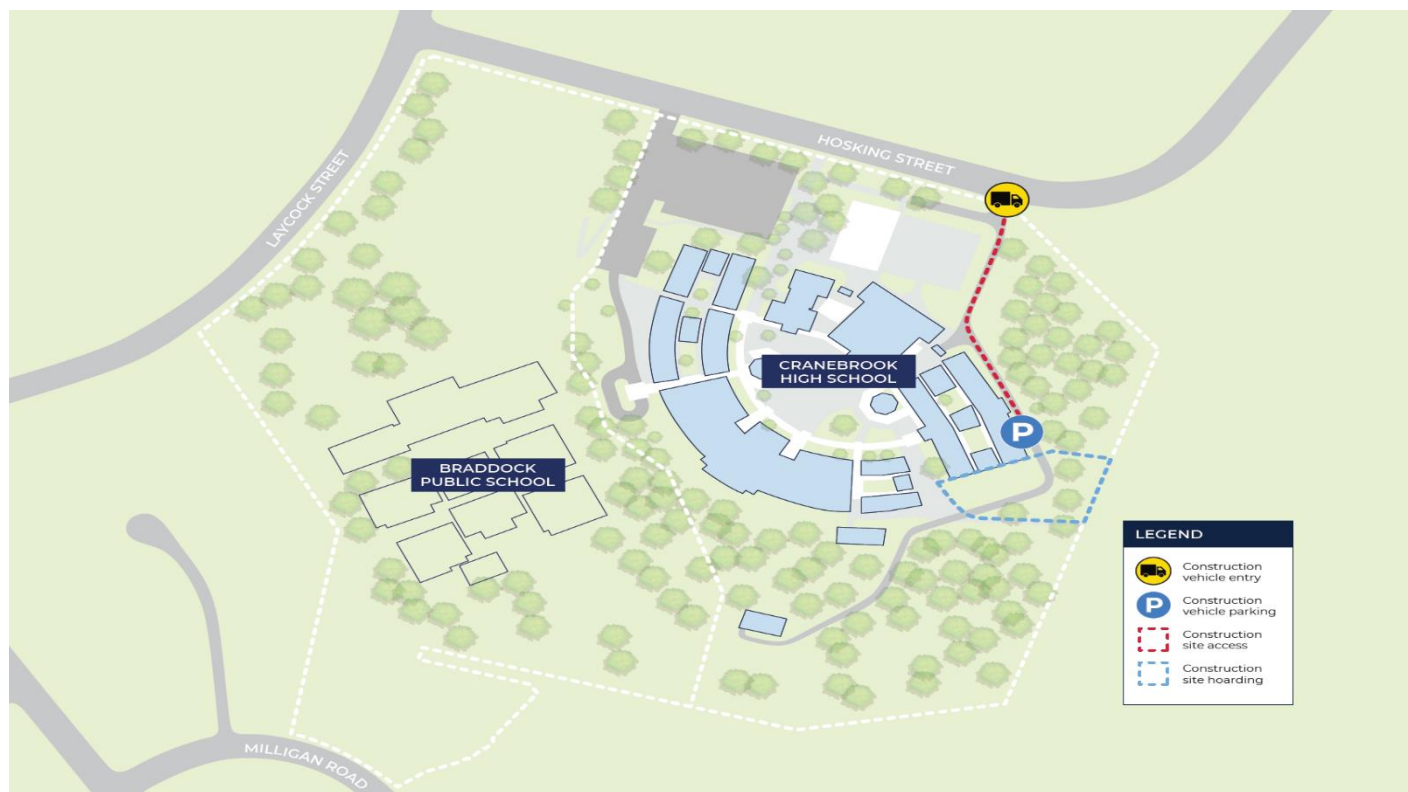 HOSKING STREET
LAYCOCK STREET
CRANEBROOK
HIGH SCHOOL
P
BRADDOCK
PUBLIC SCHOOL
MILLIGAN ROAD
LEGEND
Construction
vehicle entry
P
Construction
vehicle parking
Construction
site access
Construction
site hoarding